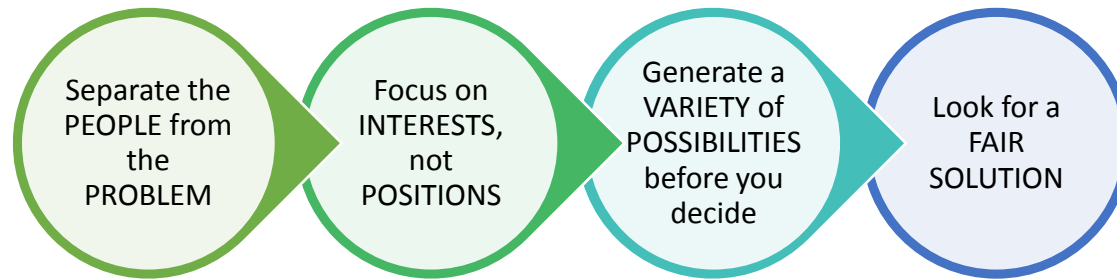 Separate the
PEOPLE from
the
PROBLEM
Focus on
INTERESTS,
not
POSITIONS
Generate a
VARIETY of
POSSIBILITIES
before you
decide
Look for a
FAIR
SOLUTION